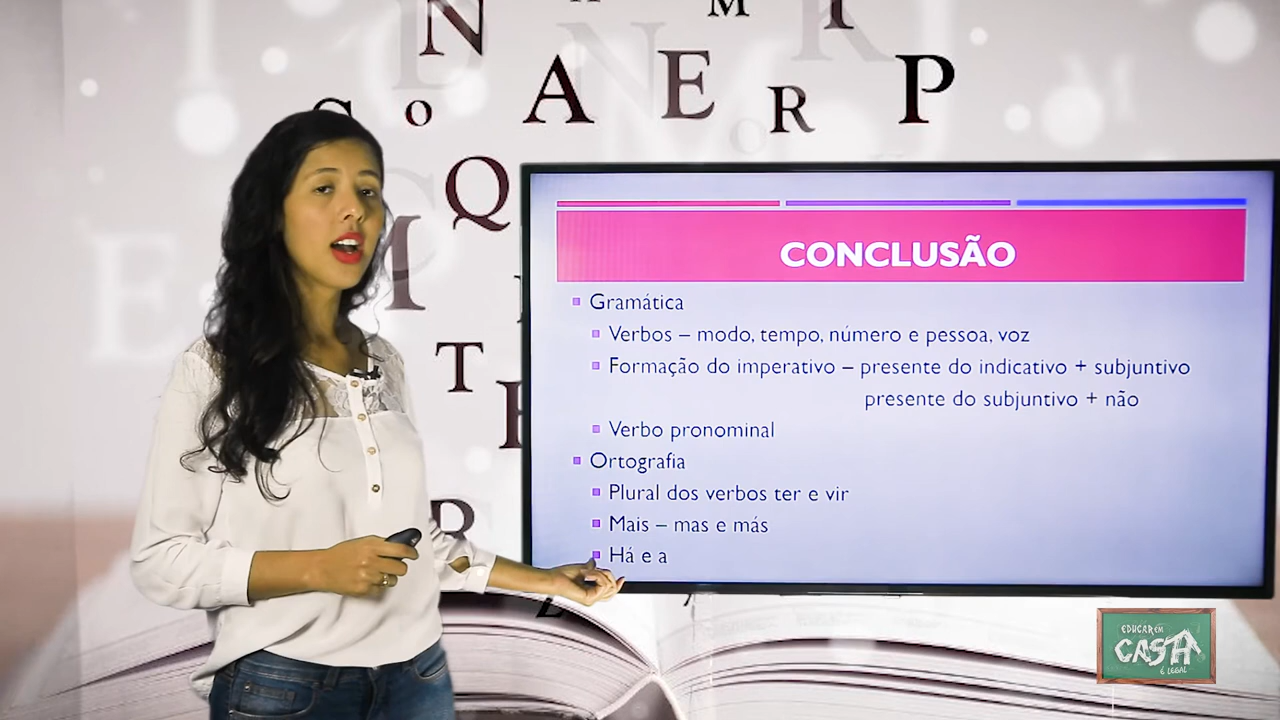 N A M I
C O A E R P
Q
M
T E
R
CONCLUSÃO
Gramática
Verbos – modo, tempo, número e pessoa, voz
Formação do imperativo – presente do indicativo + subjuntivo
presente do subjuntivo + não
Verbo pronominal
Ortografia
Plural dos verbos ter e vir
Mais – mas e más
Há e a
EDUCAR EM
CASA
É LEGAL